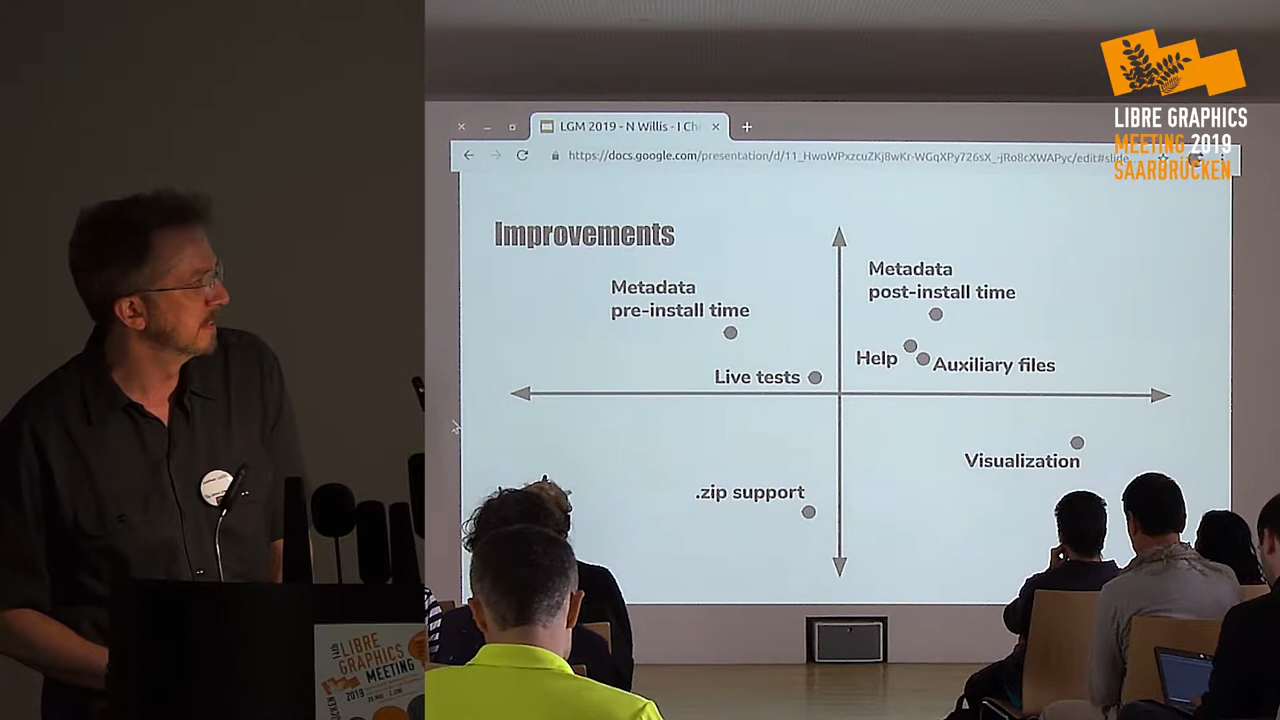 LIBRE GRAPHICS
MEETING 2019
SAARBRÜCKEN
LGM 2019 - N Willis - I Ch
https://docs.google.com/presentation/d/11_HwoWPxzcuZKj8wKr-WGqXPy726sX_-jRo8cXWAPyc/edit#slide
Improvements
Metadata
pre-install time
Metadata
post-install time
Help
Auxiliary files
Live tests
Visualization
.zip support
LIBRE
GRAPHICS
MEETING
2019